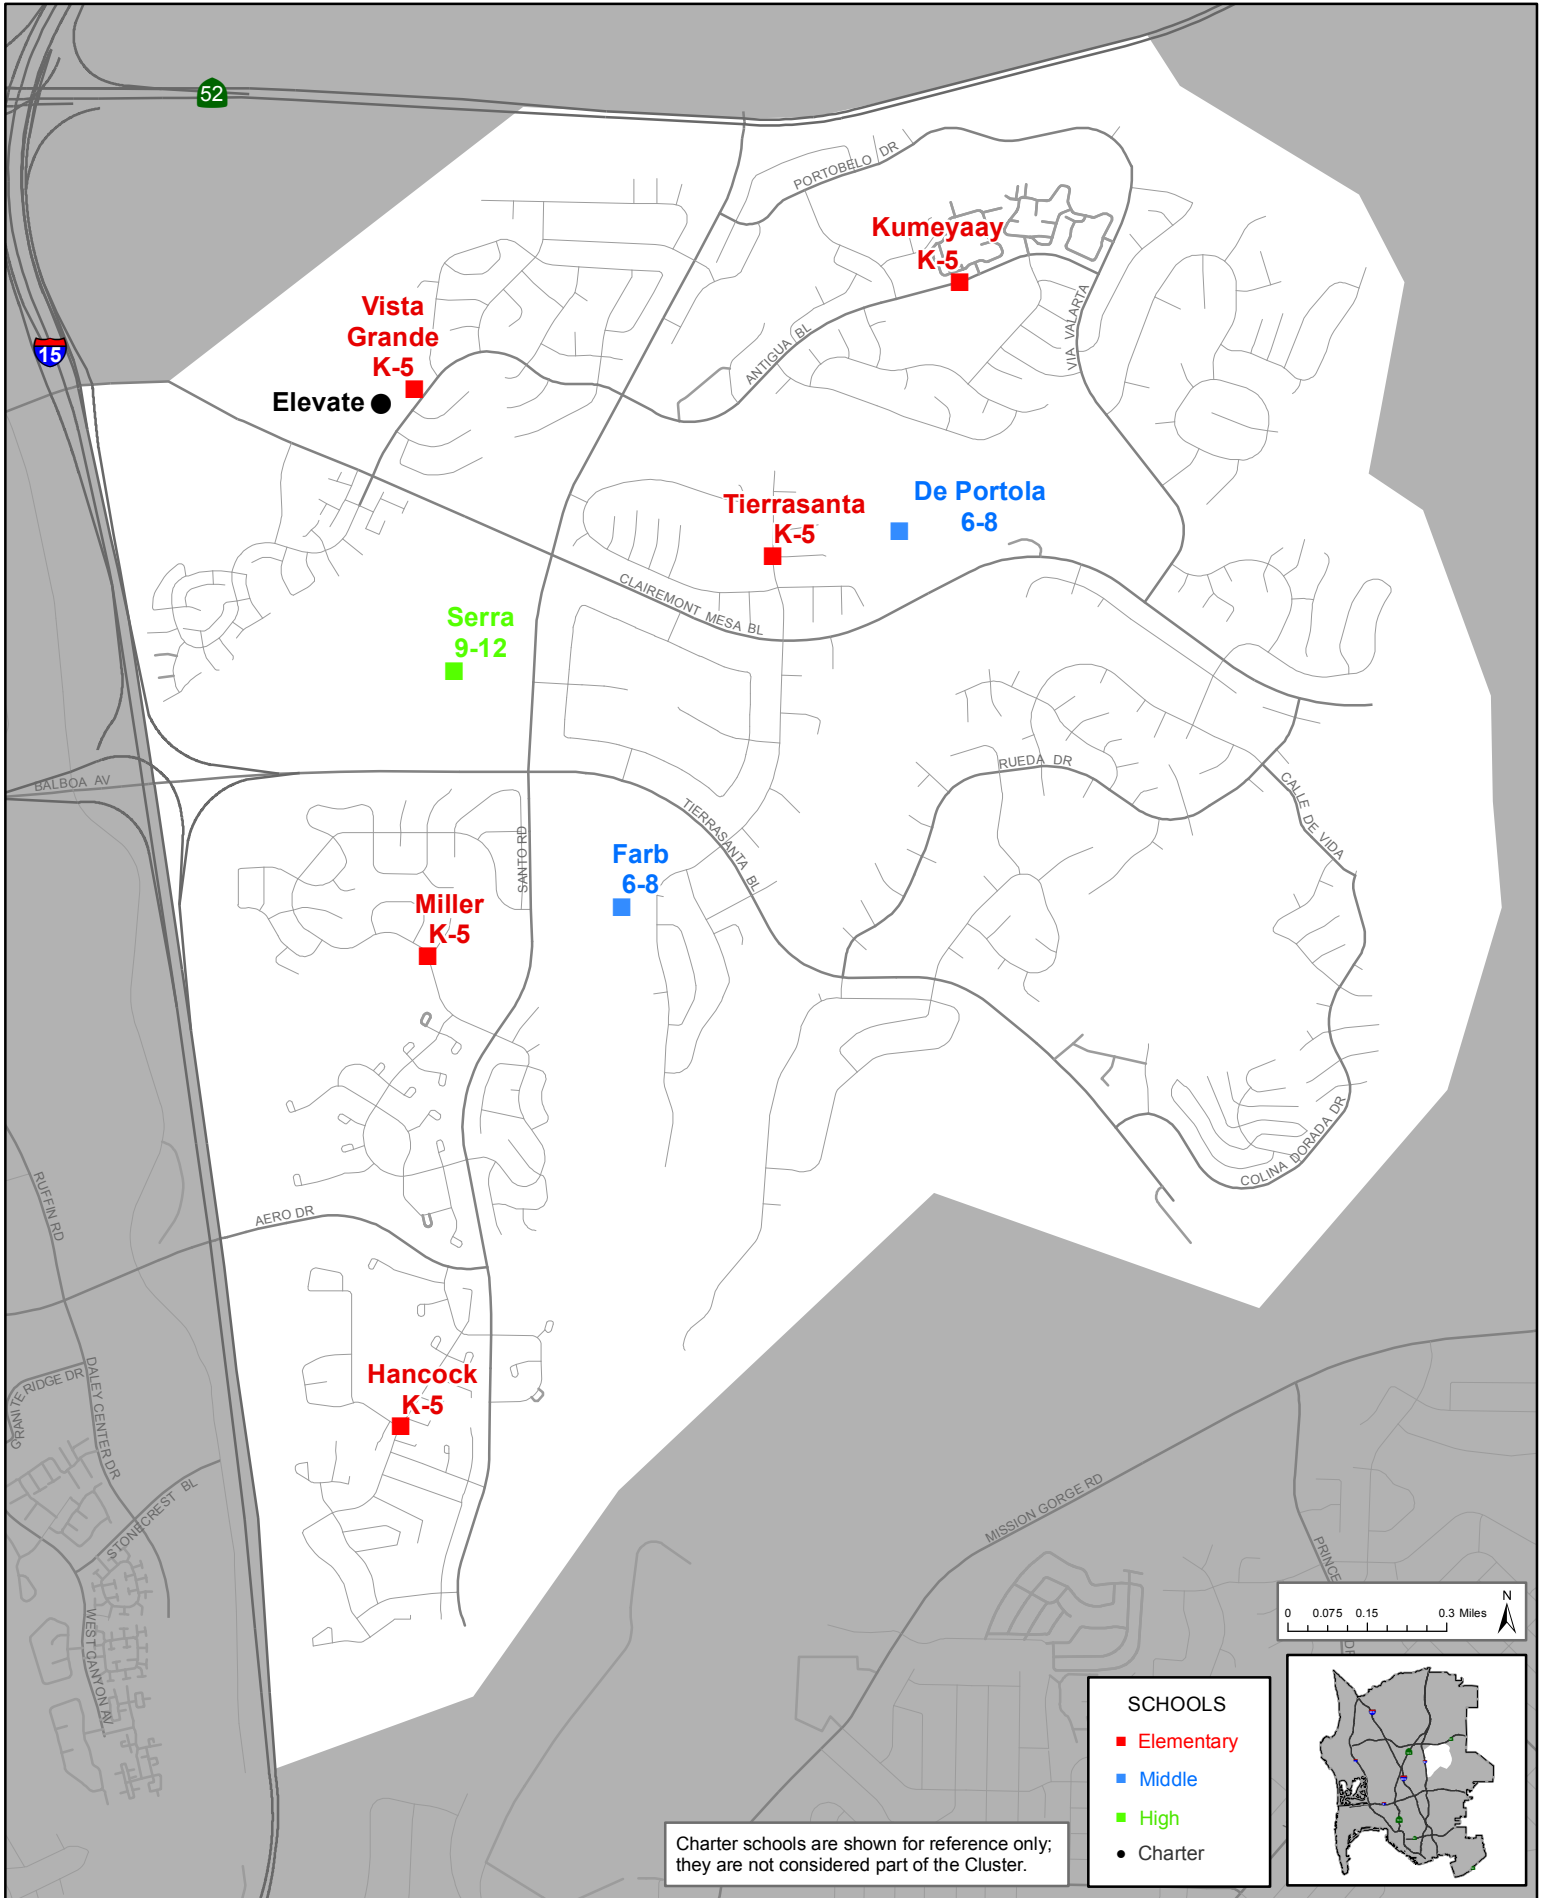 52
PORTOBELO DR
Kumeyaay
K-5
VIA VALARTA
ANTIGUA BL
15
Vista
Grande
K-5
Elevate
Tierrasanta
K-5
De Portola
6-8
CLAIREMONT MESA BL
Serra
9-12
BALBOA AV
RUEDA DR
CALLE DE VIDA
TIERRASANTA BL
SANTO RD
Farb
6-8
Miller
K-5
COLINA DORADA DR
RUFFIN RD
AERO DR
Hancock
K-5
GRANITE RIDGE DR
DALEY CENTER DR
STONECREST BL
WEST CANYON AV
MISSION GORGE RD
PRINCE
DR
N
0 0.075 0.15 0.3 Miles
SCHOOLS
Elementary
Middle
High
Charter
Charter schools are shown for reference only;
they are not considered part of the Cluster.